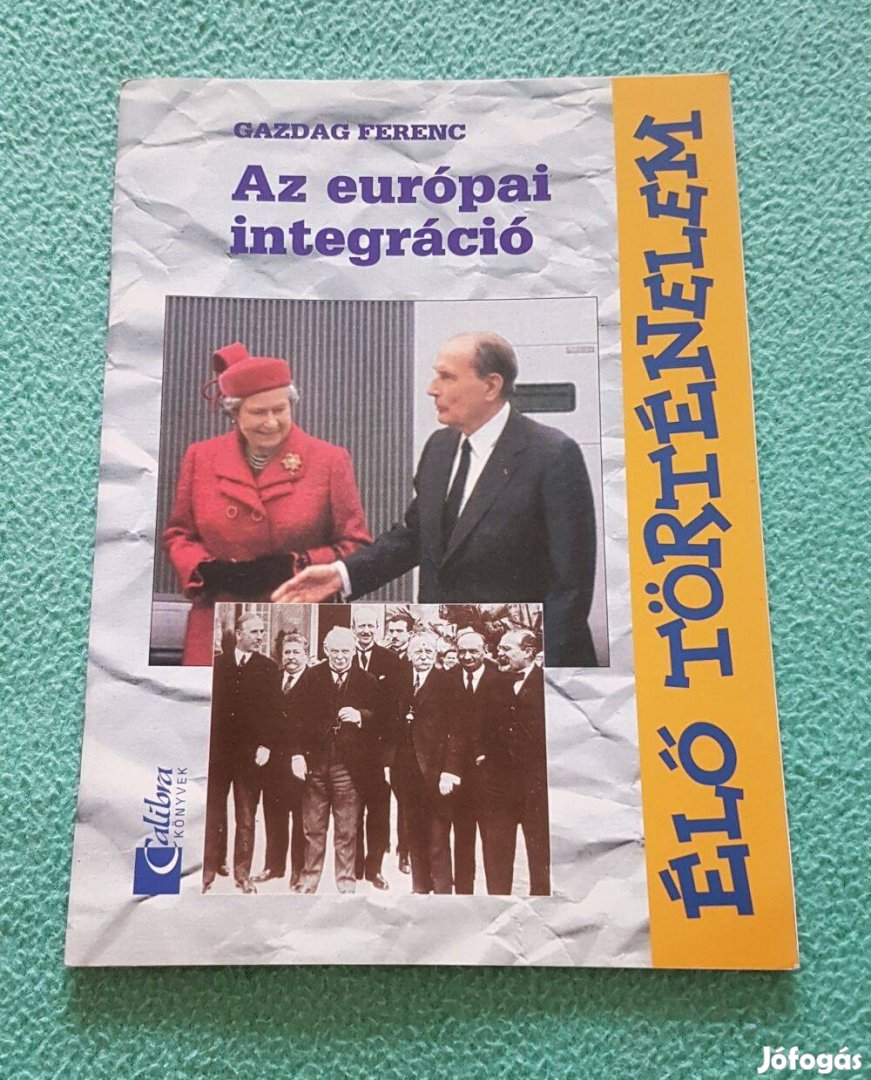 GAZDAG FERENC
Az európai
integráció
ÉLŐ TÖRTÉNELEM
Calibra
KÖNYVEK
Jófogás